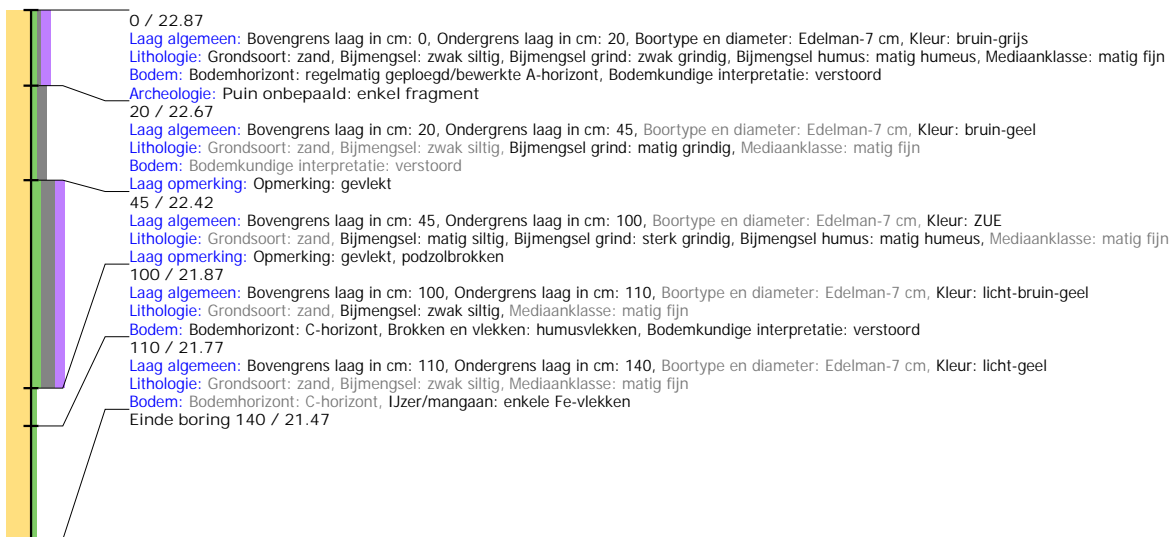 0 / 22.87
Laag algemeen: Bovengrens laag in cm: 0, Ondergrens laag in cm: 20, Boortype en diameter: Edelman-7 cm, Kleur: bruin-grijs
Lithologie: Grondsoort: zand, Bijmengsel: zwak siltig, Bijmengsel grind: zwak grindig, Bijmengsel humus: matig humeus, Mediaanklasse: matig fijn
Bodem: Bodemhorizont: regelmatig geploegd/bewerkte A-horizont, Bodemkundige interpretatie: verstoord
Archeologie: Puin onbepaald: enkel fragment
20 / 22.67
Laag algemeen: Bovengrens laag in cm: 20, Ondergrens laag in cm: 45, Boortype en diameter: Edelman-7 cm, Kleur: bruin-geel
Lithologie: Grondsoort: zand, Bijmengsel: zwak siltig, Bijmengsel grind: matig grindig, Mediaanklasse: matig fijn
Bodem: Bodemkundige interpretatie: verstoord
Laag opmerking: Opmerking: gevlekt
45 / 22.42
Laag algemeen: Bovengrens laag in cm: 45, Ondergrens laag in cm: 100, Boortype en diameter: Edelman-7 cm, Kleur: ZUE
Lithologie: Grondsoort: zand, Bijmengsel: matig siltig, Bijmengsel grind: sterk grindig, Bijmengsel humus: matig humeus, Mediaanklasse: matig fijn
Laag opmerking: Opmerking: gevlekt, podzolbrokken
100 / 21.87
Laag algemeen: Bovengrens laag in cm: 100, Ondergrens laag in cm: 110, Boortype en diameter: Edelman-7 cm, Kleur: licht-bruin-geel
Lithologie: Grondsoort: zand, Bijmengsel: zwak siltig, Mediaanklasse: matig fijn
Bodem: Bodemhorizont: C-horizont, Brokken en vlekken: humusvlekken, Bodemkundige interpretatie: verstoord
110 / 21.77
Laag algemeen: Bovengrens laag in cm: 110, Ondergrens laag in cm: 140, Boortype en diameter: Edelman-7 cm, Kleur: licht-geel
Lithologie: Grondsoort: zand, Bijmengsel: zwak siltig, Mediaanklasse: matig fijn
Bodem: Bodemhorizont: C-horizont, IJzer/mangaan: enkele Fe-vlekken
Einde boring 140 / 21.47